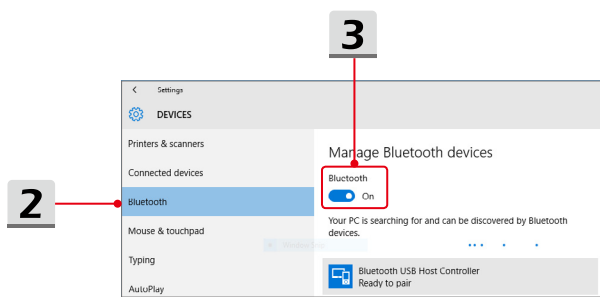 3
Settings
DEVICES
Printers & scanners
Connected devices
Bluetooth
Mouse & touchpad
Typing
AutoPlay
2
Manage Bluetooth devices
Bluetooth
On
Your PC is searching for and can be discovered by Bluetooth
devices.
Bluetooth USB Host Controller
Ready to pair